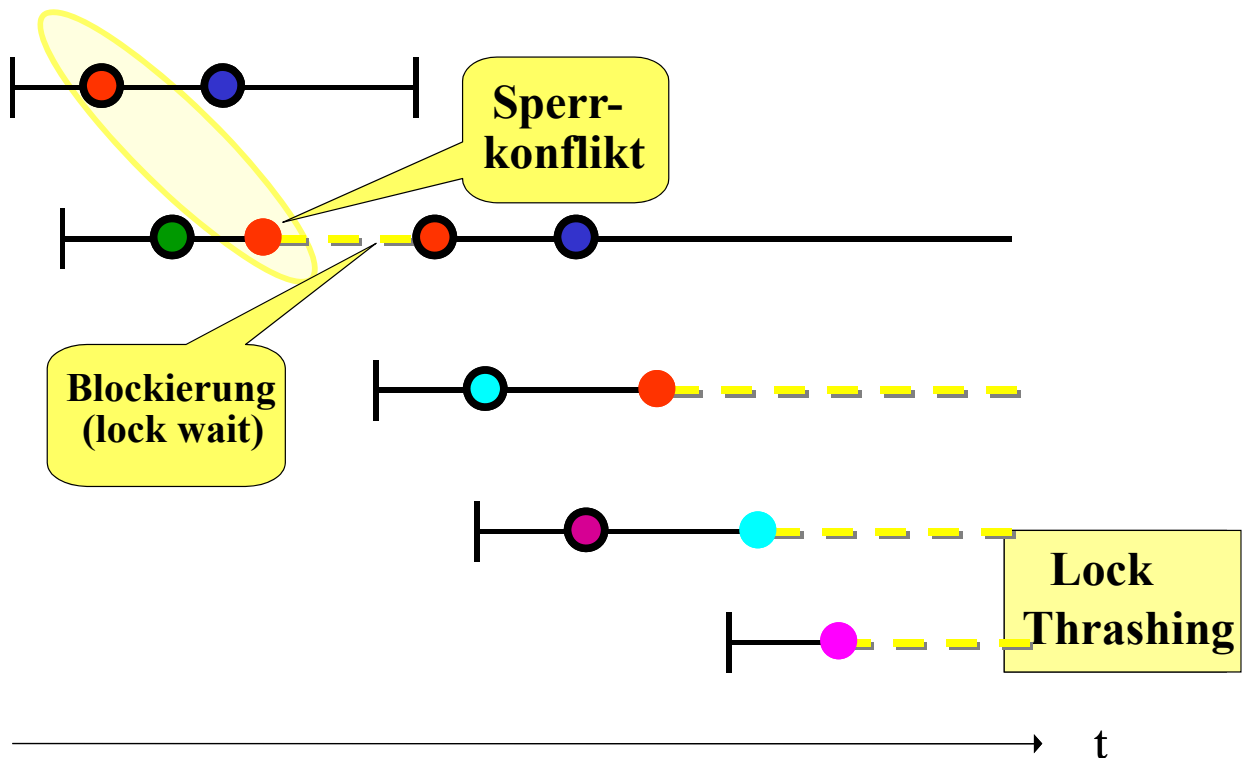 Sperr-
konflikt
Blockierung
(lock wait)
Lock
Thrashing
t